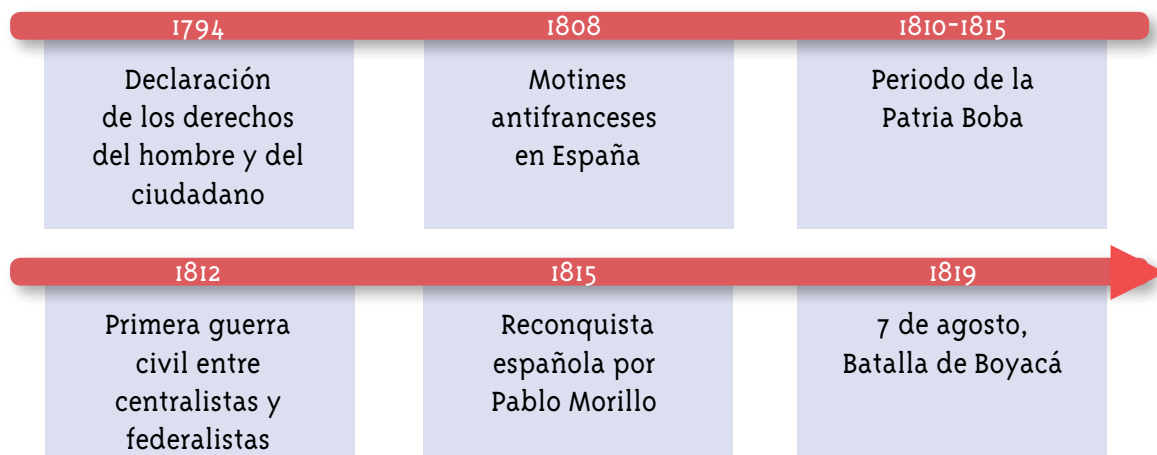 1794
Declaración
de los derechos
del hombre y del
ciudadano
1808
Motines
antifranceses
en España
1810-1815
Periodo de la
Patria Boba
1812
Primera guerra
civil entre
centralistas y
federalistas
1815
Reconquista
española por
Pablo Morillo
1819
7 de agosto,
Batalla de Boyacá